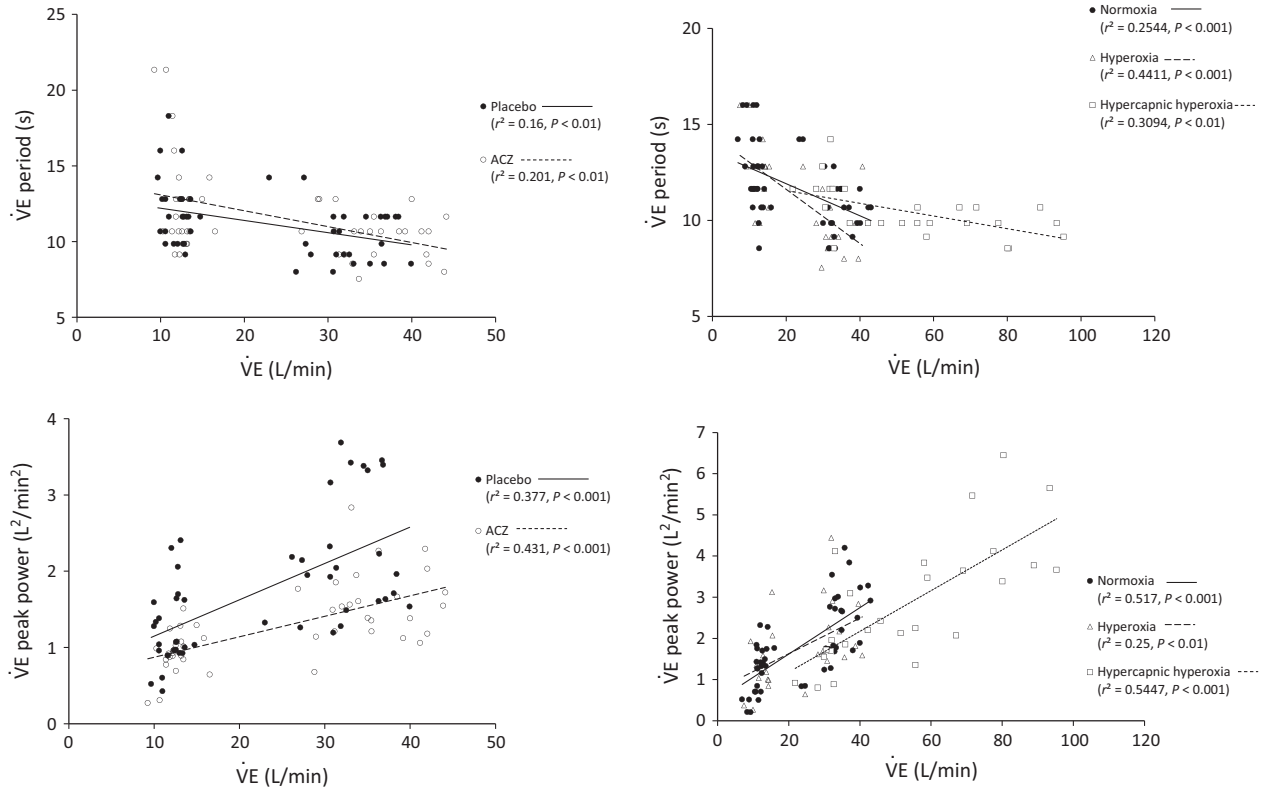 25
20
15
10
5
0
10
20
30
40
50
V̇E period (s)
V̇E (L/min)
Placebo
(r² = 0.16, P < 0.01)
ACZ
(r² = 0.201, P < 0.01)
20
15
10
5
0
20
40
60
80
100
120
V̇E period (s)
V̇E (L/min)
Normoxia
(r² = 0.2544, P < 0.001)
Hyperoxia
(r² = 0.4411, P < 0.001)
Hypercapnic hyperoxia
(r² = 0.3094, P < 0.01)
4
3
2
1
0
0
10
20
30
40
50
V̇E peak power (L²/min²)
V̇E (L/min)
Placebo
(r² = 0.377, P < 0.001)
ACZ
(r² = 0.431, P < 0.001)
7
6
5
4
3
2
1
0
0
20
40
60
80
100
120
V̇E peak power (L²/min²)
V̇E (L/min)
Normoxia
(r² = 0.517, P < 0.001)
Hyperoxia
(r² = 0.25, P < 0.01)
Hypercapnic hyperoxia
(r² = 0.5447, P < 0.001)